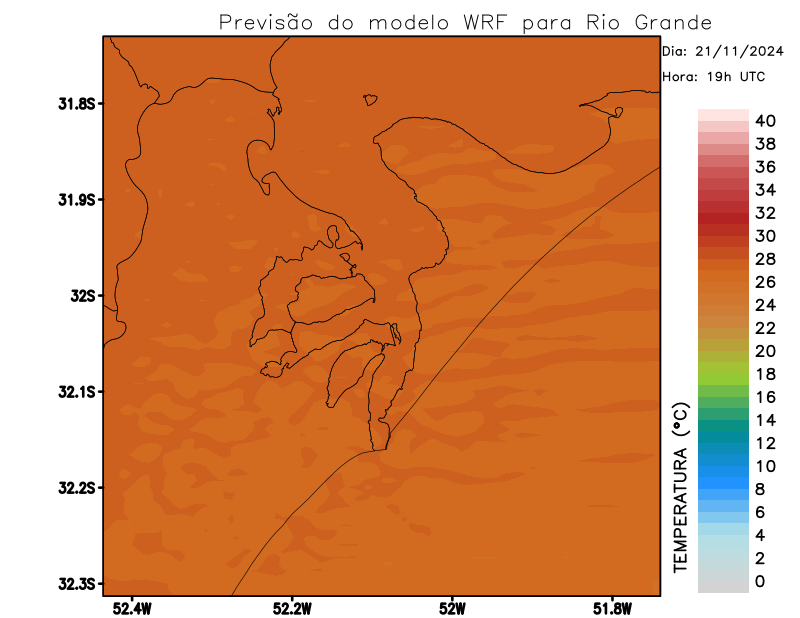 Previsão do modelo WRF para Rio Grande
Dia: 21/11/2024
Hora: 19h UTC
31.8S
31.9S
32S
32.1S
32.2S
32.3S
52.4W
52.2W
52W
51.8W
TEMPERATURA (°C)
40
38
36
34
32
30
28
26
24
22
20
18
16
14
12
10
8
6
4
2
0